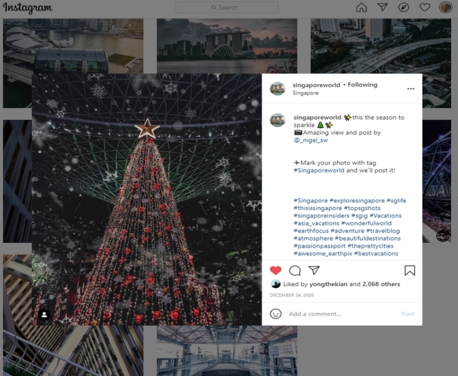 Instagram
Search
singaporeworld • Following
Singapore
singaporeworld ✨this the season to
sparkle 🎄✨
📷Amazing view and post by
@_nigel_sw
✈Mark your photo with tag
#Singaporeworld and we'll post it!
#Singapore #exploresingapore #sglife
#thisissingapore #topsgshots
#singaporeinsiders #sgig #Vacations
#asia_vacations #wonderfulworld
#earthfocus #adventure #travelblog
#atmosphere #beautifuldestinations
#passionpassport #theprettycities
#awesome_earthpix #bestvacations
Liked by yongthekian and 2,068 others
DECEMBER 24, 2020
Add a comment...
Post